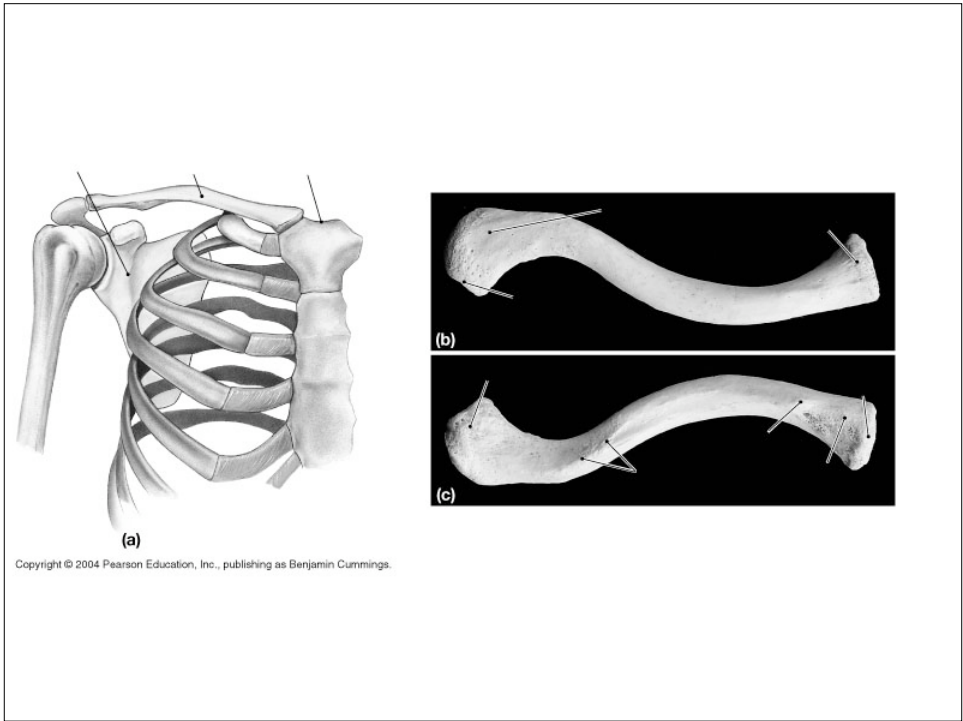 (b)
(c)
(a)
Copyright © 2004 Pearson Education, Inc., publishing as Benjamin Cummings.